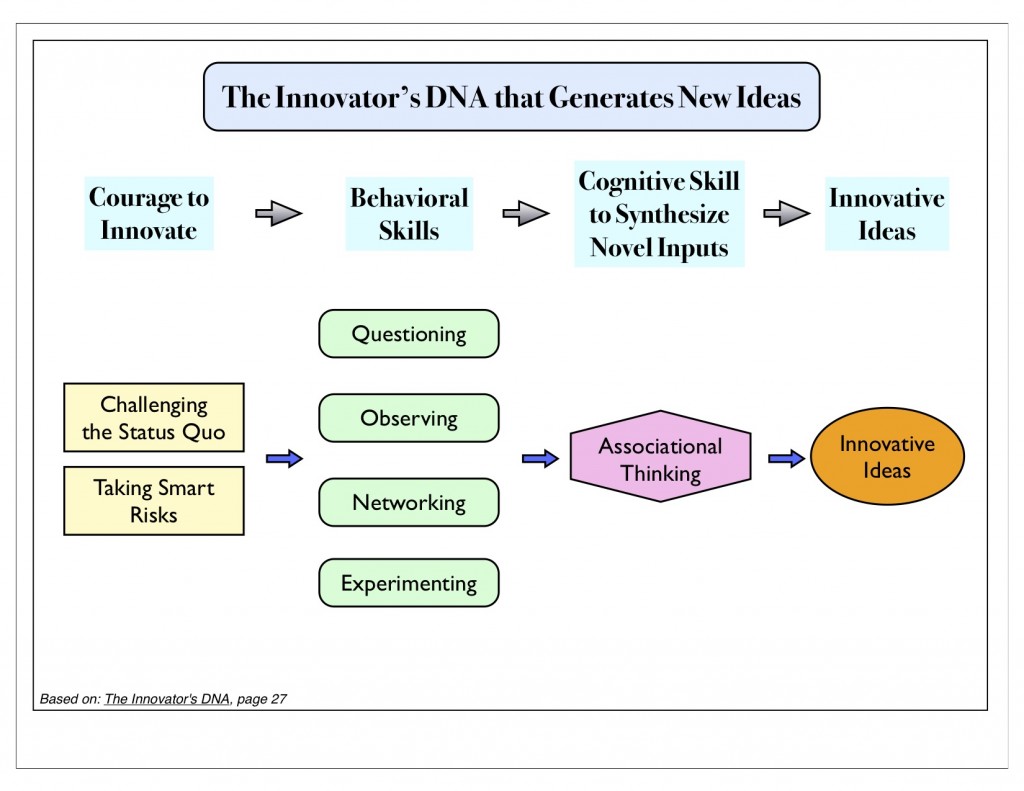 The Innovator's DNA that Generates New Ideas
Courage to
Innovate
Behavioral
Skills
Cognitive Skill
to Synthesize
Novel Inputs
Innovative
Ideas
Challenging
the Status Quo
Taking Smart
Risks
Questioning
Observing
Networking
Experimenting
Associational
Thinking
Innovative
Ideas
Based on: The Innovator's DNA, page 27